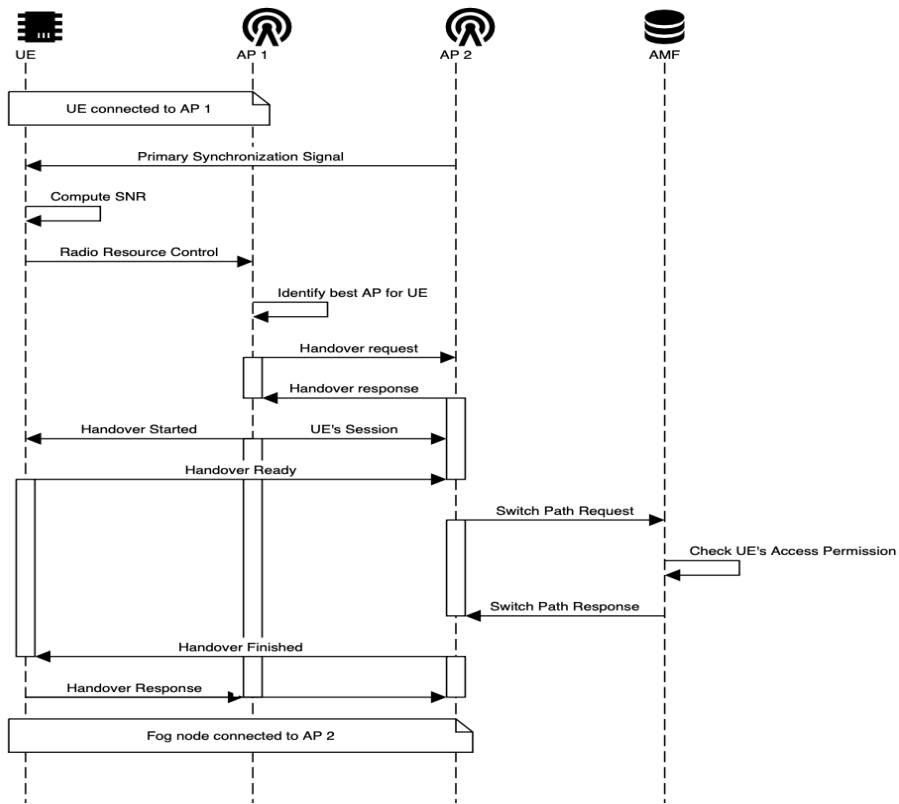 UE
AP 1
AP 2
AMF
UE connected to AP 1
Primary Synchronization Signal
Compute SNR
Radio Resource Control
Identify best AP for UE
Handover request
Handover response
Handover Started
UE's Session
Handover Ready
Switch Path Request
Check UE's Access Permission
Switch Path Response
Handover Finished
Handover Response
Fog node connected to AP 2